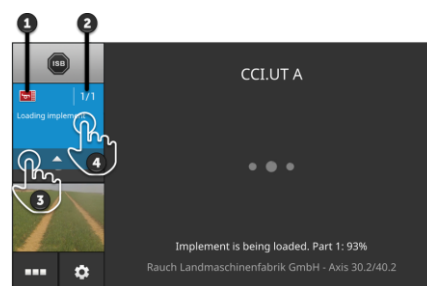 1 2
ISB
CCI.UT A
1/1
Loading implement
4
3
Implement is being loaded. Part 1: 93%
Rauch Landmaschinenfabrik GmbH - Axis 30.2/40.2